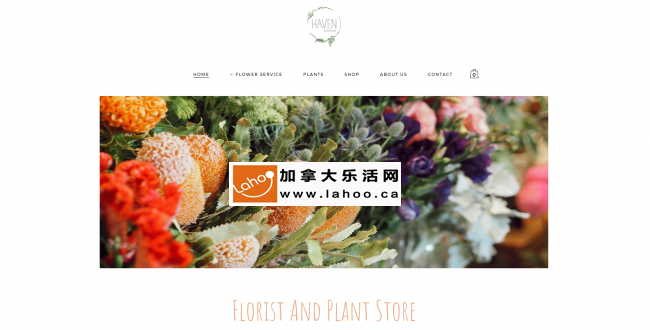 HAVEN
HOME
FLOWER SERVICE
PLANTS
SHOP
ABOUT US
CONTACT
0
Lahoo
加拿大乐活网
www.lahoo.ca
Florist And Plant Store